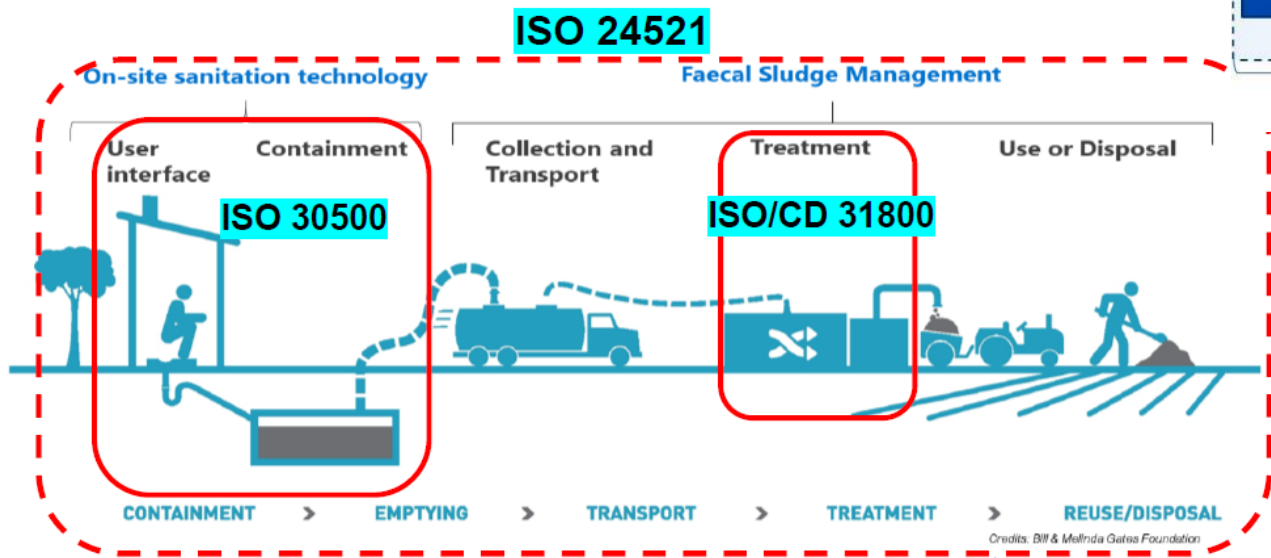 ISO 24521
On-site sanitation technology
Faecal Sludge Management
User
interface
Containment
Collection and
Transport
Treatment
Use or Disposal
ISO 30500
ISO/CD 31800
CONTAINMENT > EMPTYING > TRANSPORT > TREATMENT > REUSE/DISPOSAL
Credits: Bill & Melinda Gates Foundation